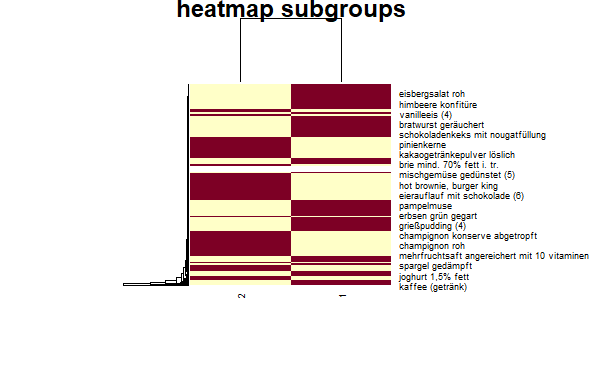 heatmap subgroups
eisbergsalat roh
himbeere konfitüre
vanilleeis (4)
bratwurst geräuchert
schokoladenkeks mit nougatfüllung
pinienkerne
kakaogetränkepulver löslich
brie mind. 70% fett i. tr.
mischgemüse gedünstet (5)
hot brownie, burger king
eierauflauf mit schokolade (6)
pampelmuse
erbsen grün gegart
grießpudding (4)
champignon konserve abgetropft
champignon roh
mehrfruchtsaft angereichert mit 10 vitaminen
spargel gedämpft
joghurt 1,5% fett
kaffee (getränk)
2
1